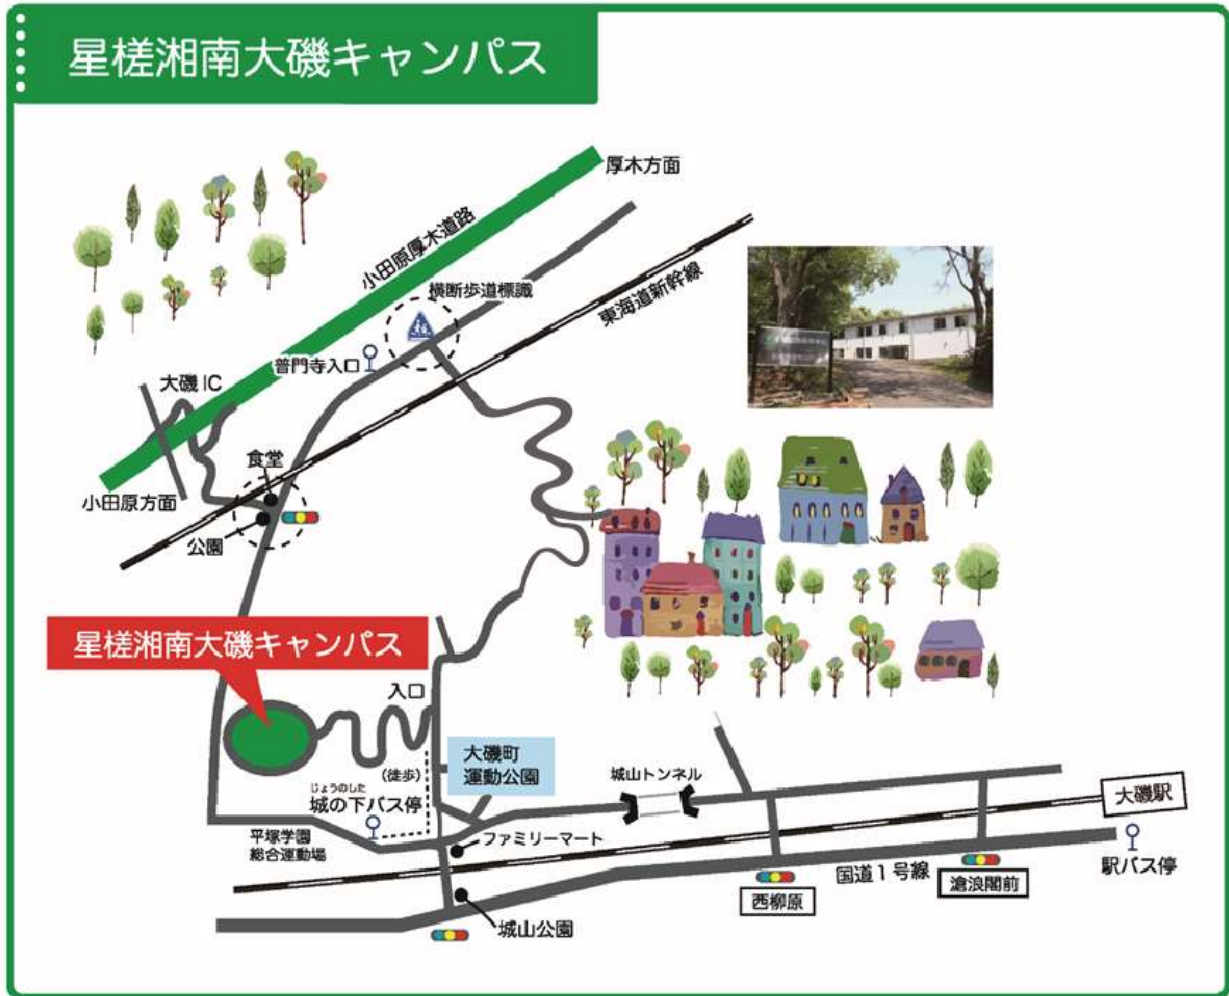 星槎湘南大磯キャンパス
厚木方面
小田原厚木道路
横断歩道標識
東海道新幹線
普門寺入口
大磯IC
食堂
小田原方面
公園
星槎湘南大磯キャンパス
入口
大磯町
運動公園
(徒歩)
じょうのした
城の下バス停
城山トンネル
大磯駅
平塚学園
総合運動場
ファミリーマート
駅バス停
国道1号線
滄浪閣前
西柳原
城山公園